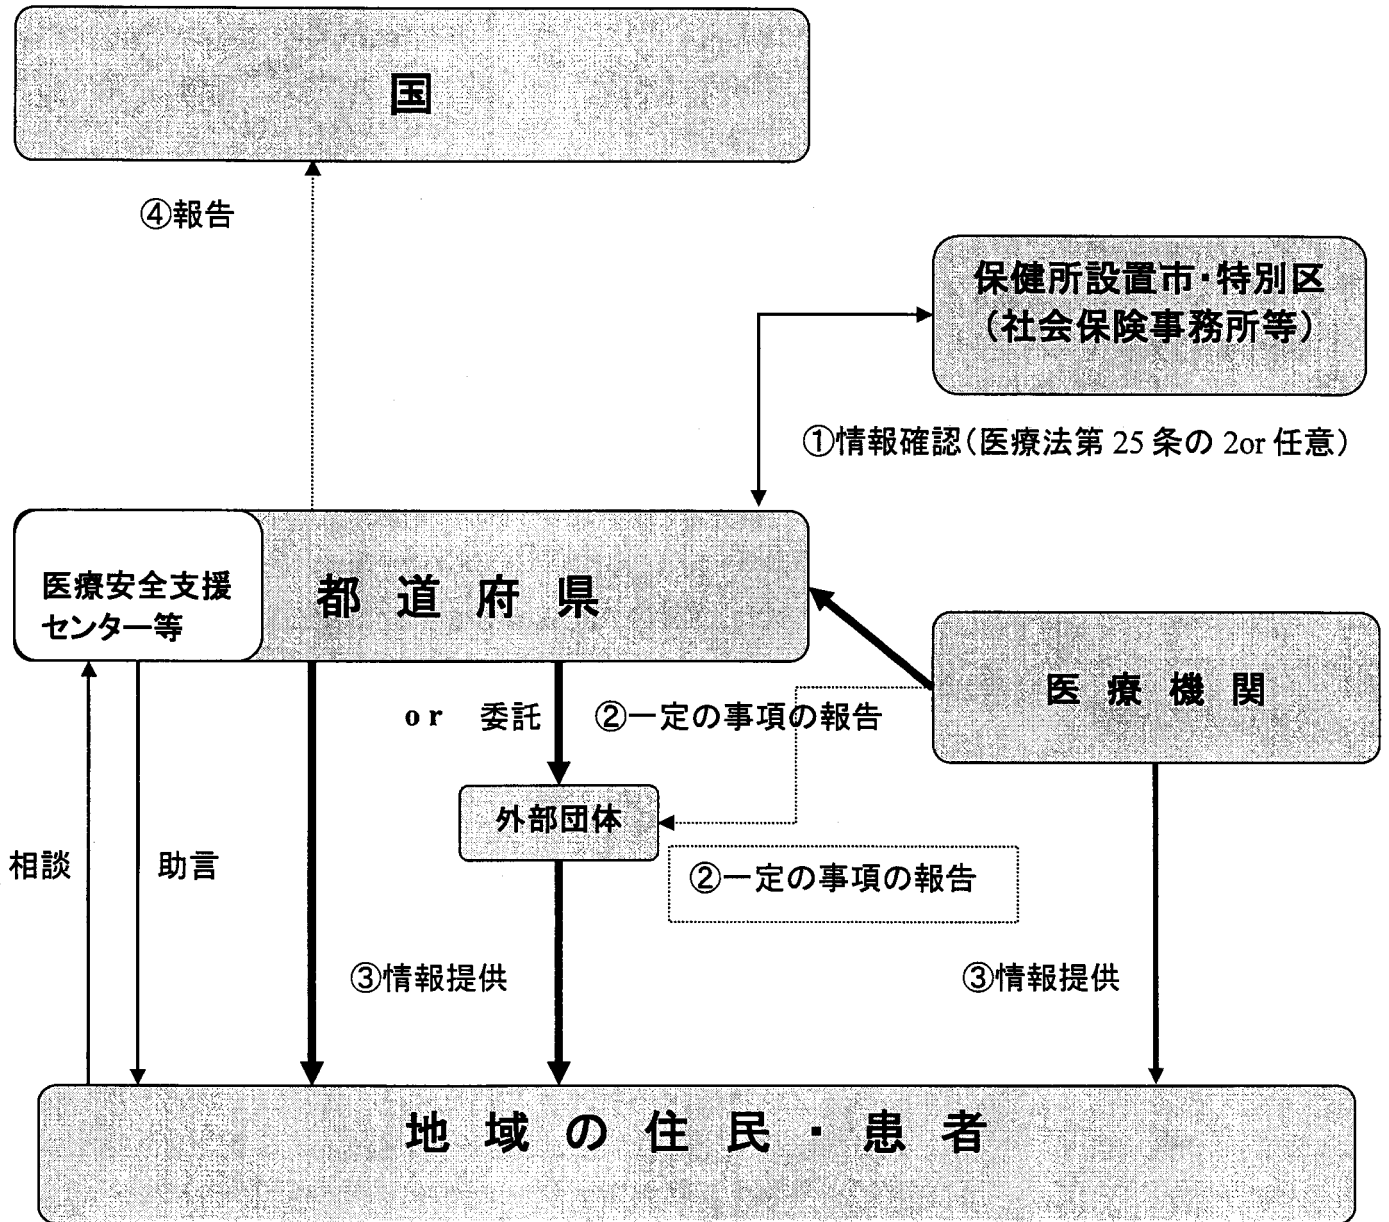 国
④報告
保健所設置市・特別区
（社会保険事務所等）
①情報確認（医療法第 25 条の 2or 任意）
医療安全支援
センター等
都 道 府 県
医 療 機 関
or 委託
②一定の事項の報告
外部団体
②一定の事項の報告
相談
助言
③情報提供
③情報提供
地 域 の 住 民 ・ 患 者